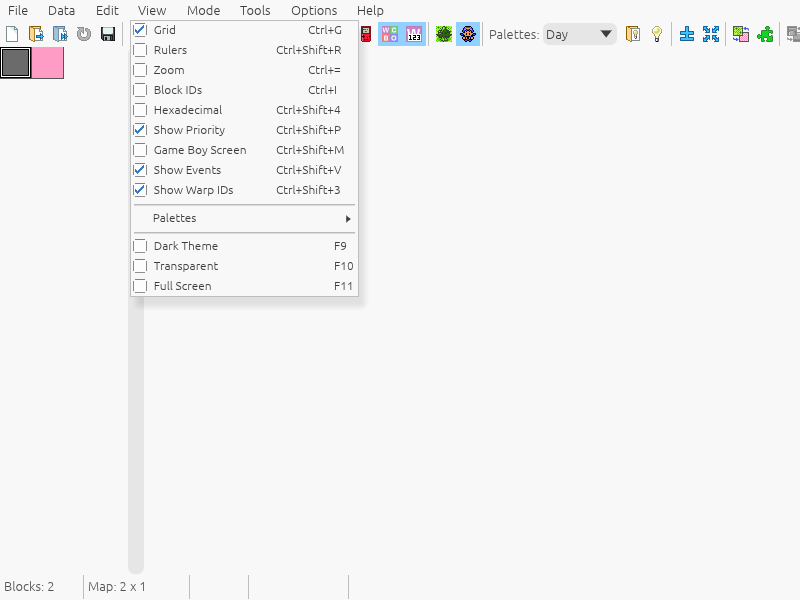 File Data Edit View Mode Tools Options Help
Palettes: Day
Grid Ctrl+G
Rulers Ctrl+Shift+R
Zoom Ctrl+=
Block IDs Ctrl+I
Hexadecimal Ctrl+Shift+4
Show Priority Ctrl+Shift+P
Game Boy Screen Ctrl+Shift+M
Show Events Ctrl+Shift+V
Show Warp IDs Ctrl+Shift+3
Palettes
Dark Theme F9
Transparent F10
Full Screen F11
Blocks: 2 Map: 2 x 1